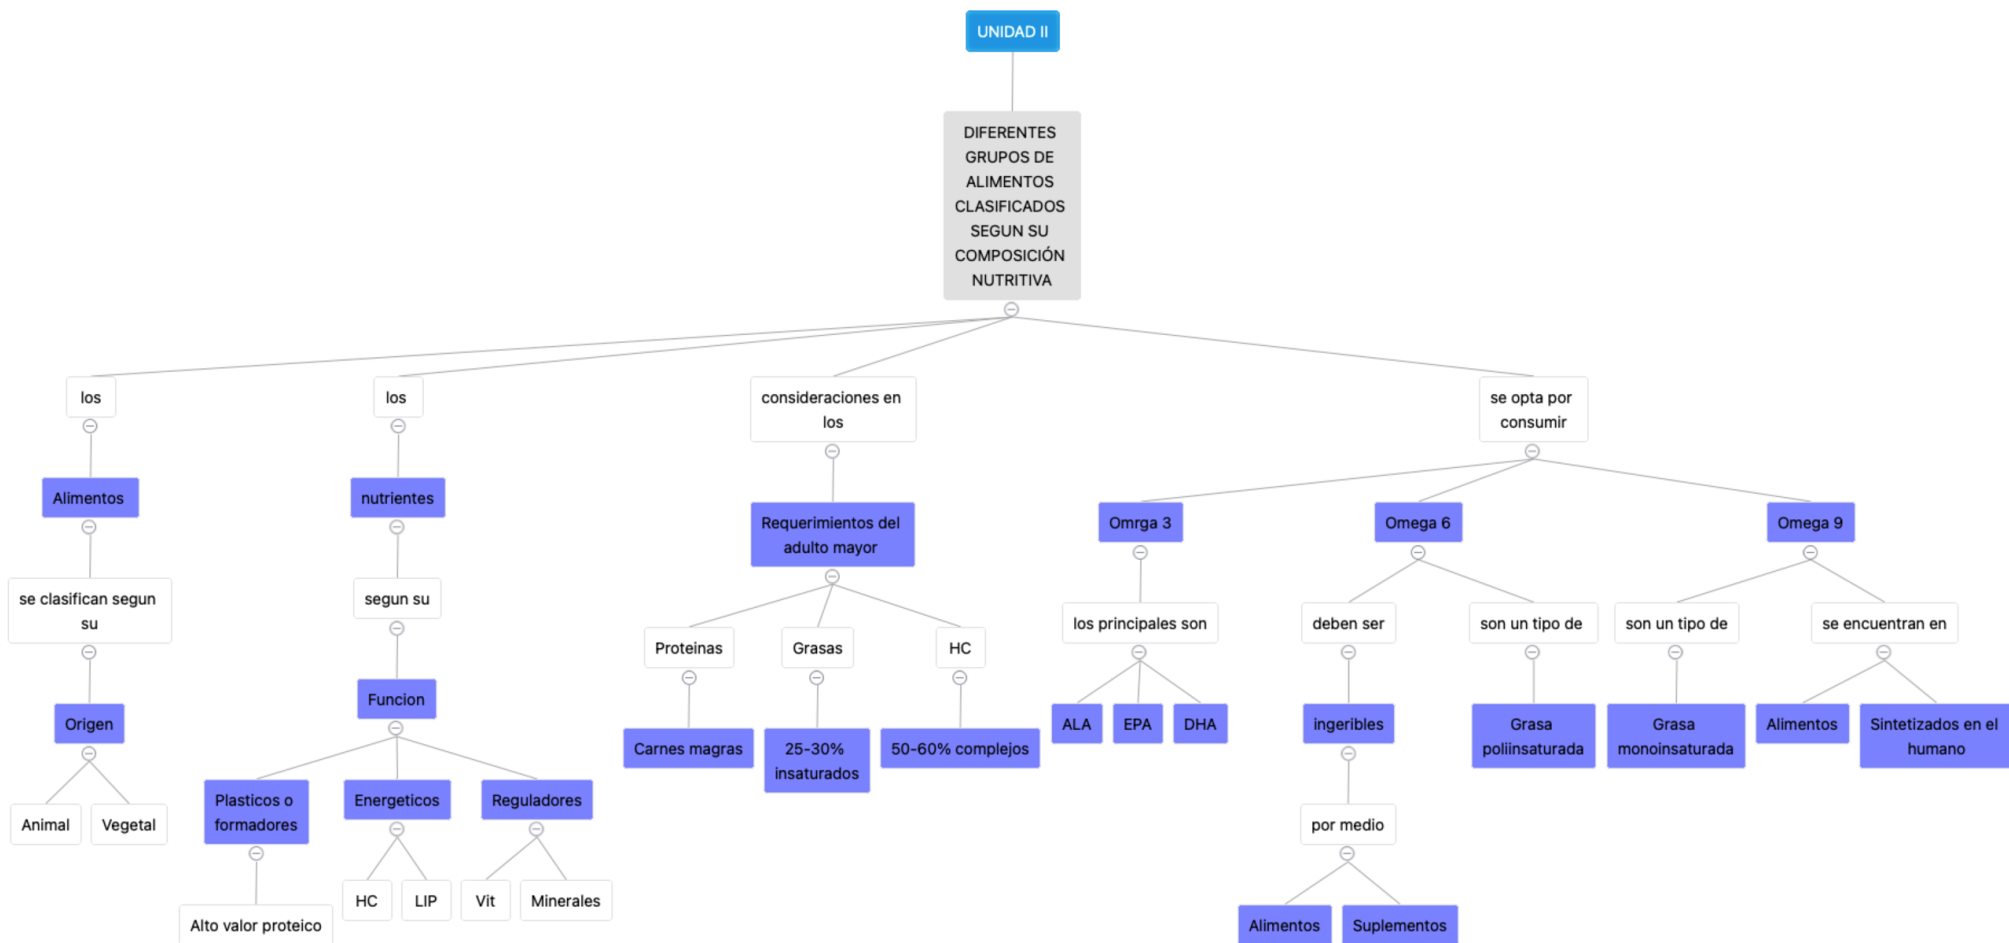 UNIDAD II
DIFERENTES
GRUPOS DE
ALIMENTOS
CLASIFICADOS
SEGUN SU
COMPOSICIÓN
NUTRITIVA
los
Alimentos
se clasifican segun
su
Origen
Animal
Vegetal
los
nutrientes
segun su
Funcion
Plasticos o
formadores
Alto valor proteico
Energeticos
HC
LIP
Reguladores
Vit
Minerales
consideraciones en
los
Requerimientos del
adulto mayor
Proteinas
Carnes magras
Grasas
25-30%
insaturados
HC
50-60% complejos
se opta por
consumir
Omrga 3
los principales son
ALA
EPA
DHA
Omega 6
deben ser
ingeribles
por medio
Alimentos
Suplementos
son un tipo de
Grasa
poliinsaturada
Omega 9
son un tipo de
Grasa
monoinsaturada
se encuentran en
Alimentos
Sintetizados en el
humano